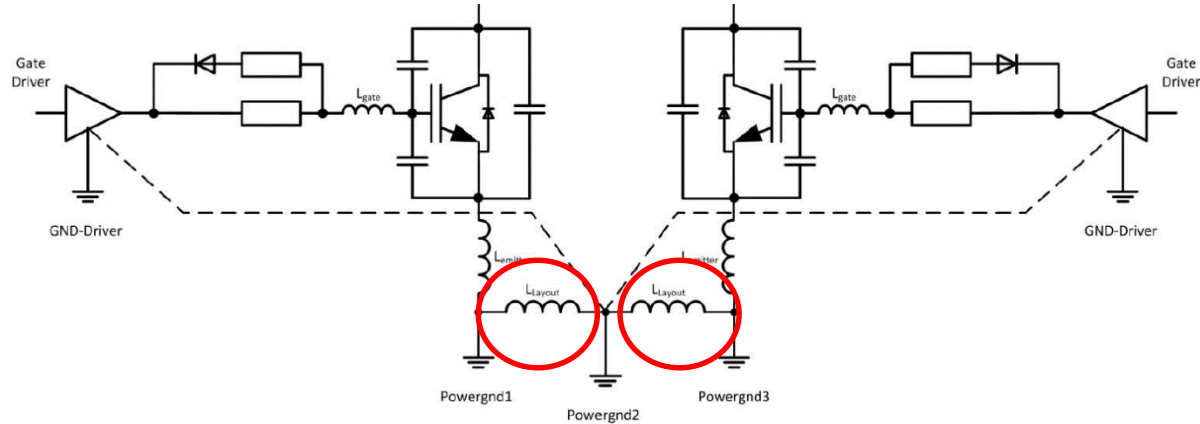 Gate
Driver
Lgate
GND-Driver
Lemitter
LLayout
Powergnd1
Powergnd2
LLayout
Lemitter
Powergnd3
Lgate
Gate
Driver
GND-Driver